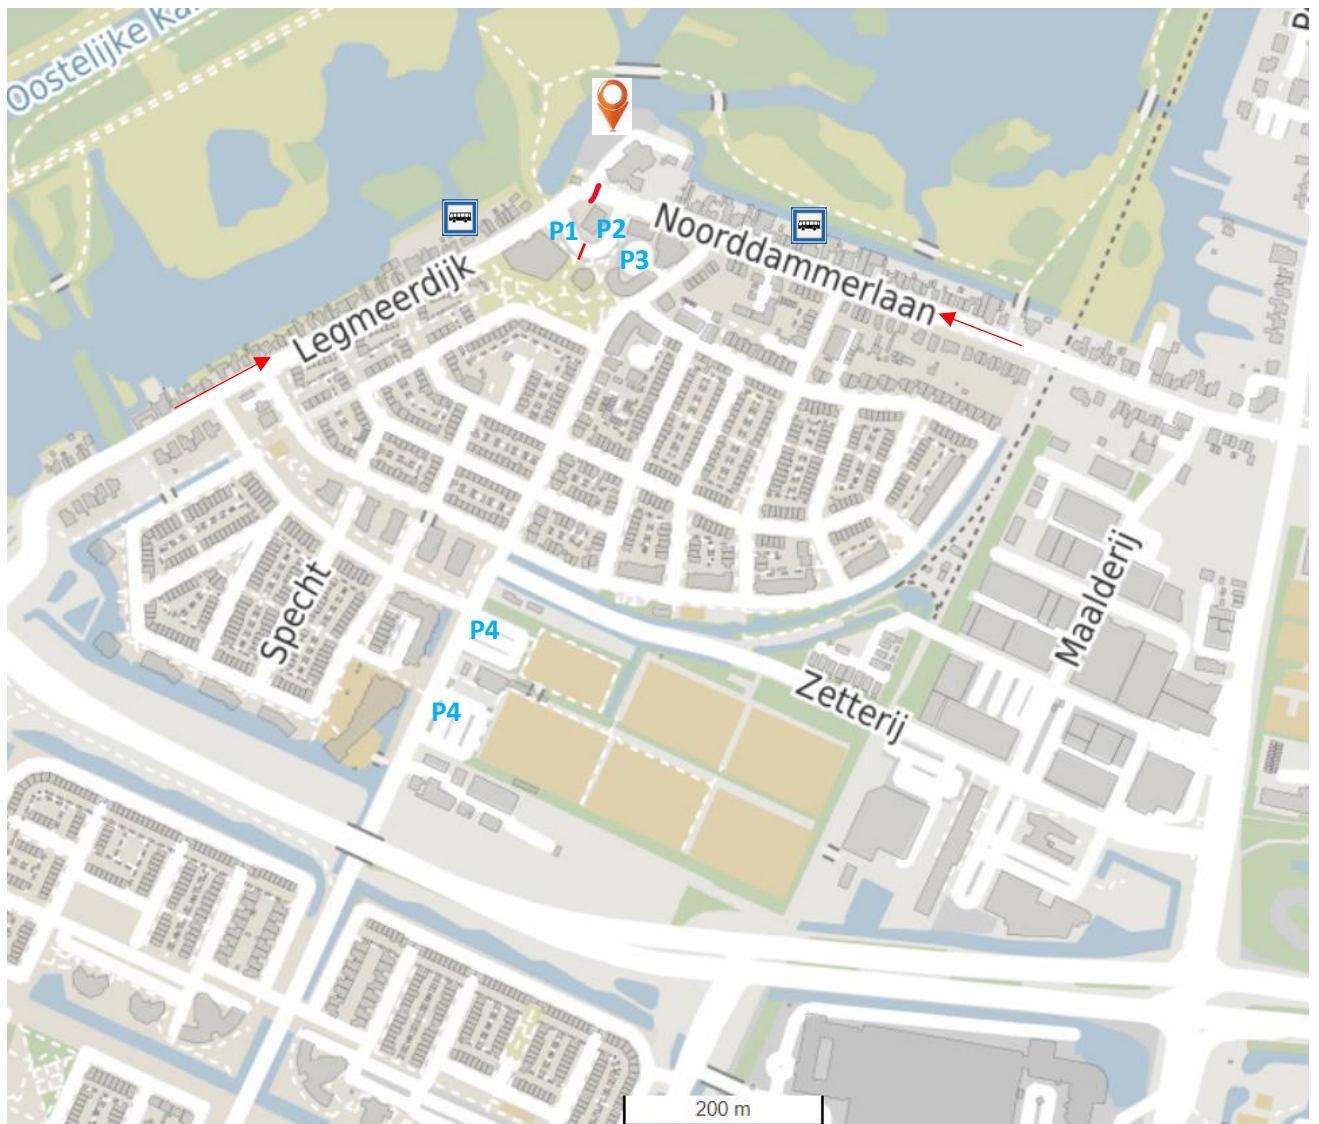 Oostelijke Ka
P1
P2
P3
Noorddammerlaan
Legmeerdijk
Specht
P4
P4
Zetterij
Maalderij
200 m